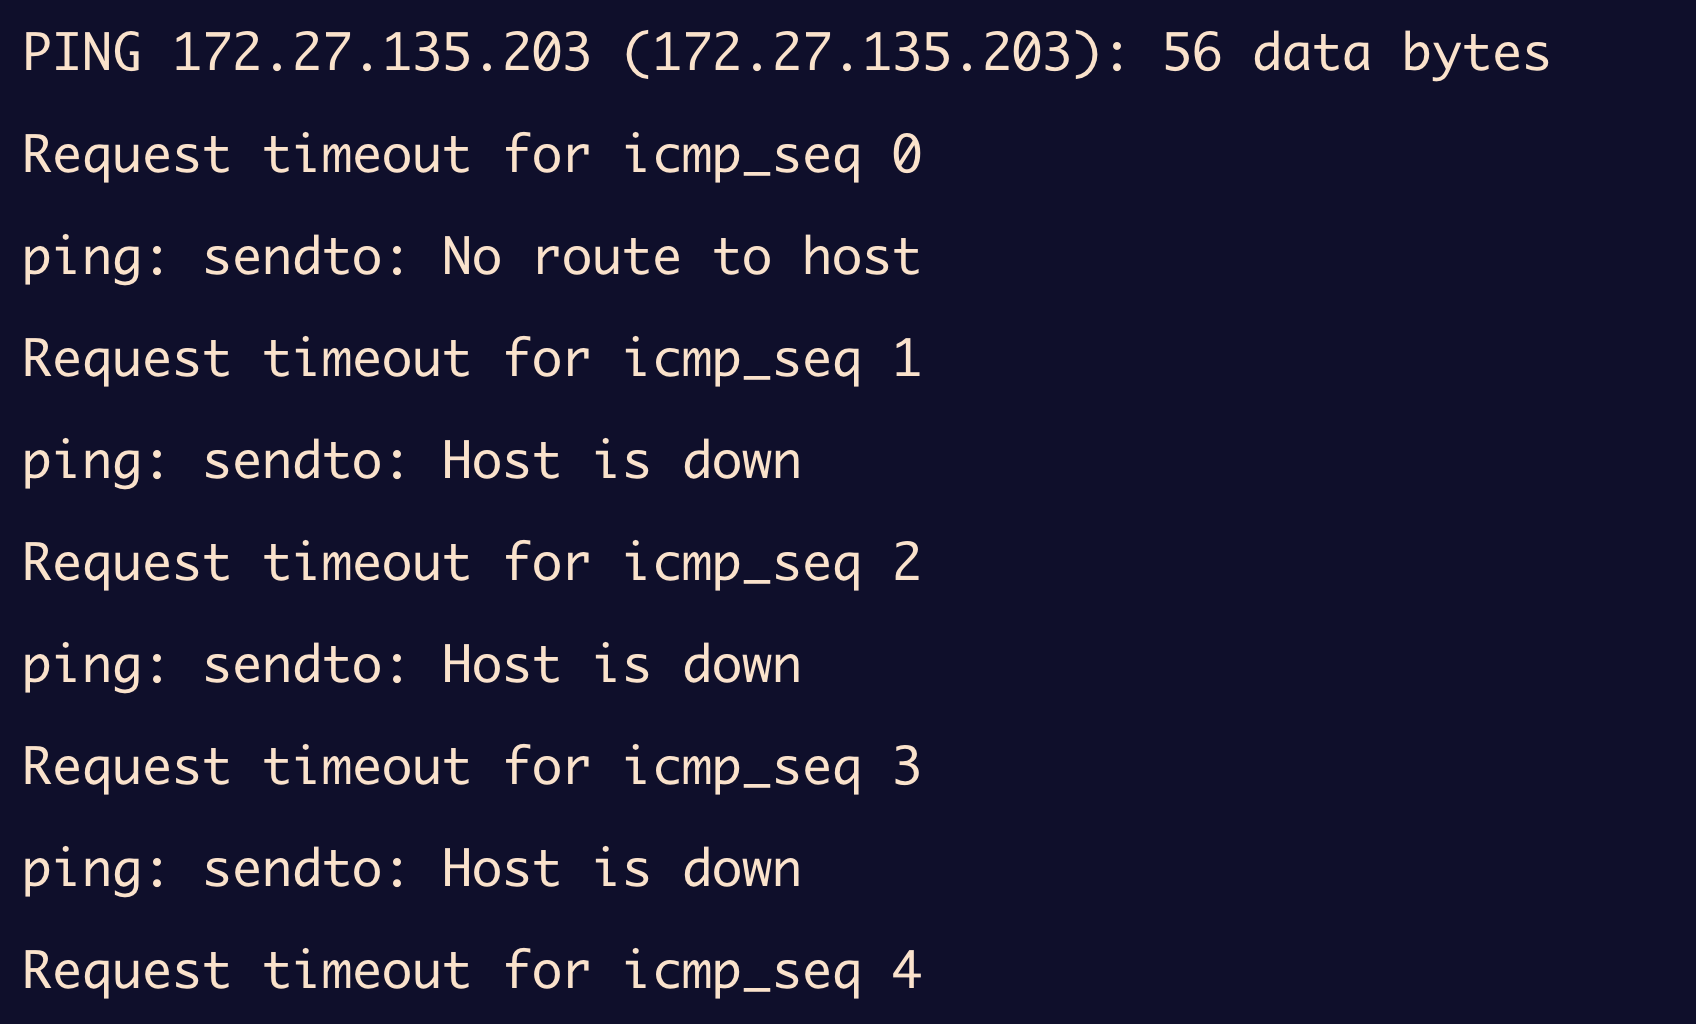 PING 172.27.135.203 (172.27.135.203): 56 data bytes
Request timeout for icmp_seq 0
ping: sendto: No route to host
Request timeout for icmp_seq 1
ping: sendto: Host is down
Request timeout for icmp_seq 2
ping: sendto: Host is down
Request timeout for icmp_seq 3
ping: sendto: Host is down
Request timeout for icmp_seq 4